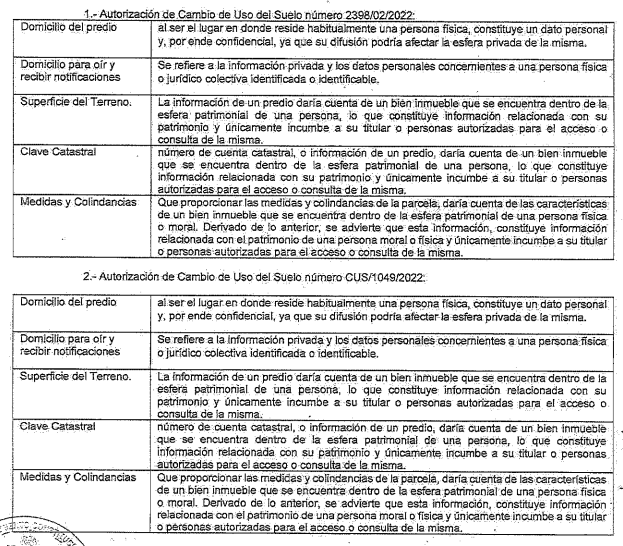 1.- Autorización de Cambio de Uso del Suelo número 2398/02/2022:
Domicilio del predio
al ser el lugar en donde reside habitualmente una persona física, constituye un dato personal
y, por ende confidencial, ya que su difusión podría afectar la esfera privada de la misma.
Domicilio para oír y
recibir notificaciones
Se refiere a la información privada y los datos personales concernientes a una persona física
o jurídico colectiva identificada o identificable.
Superficie del Terreno.
La información de un predio daría cuenta de un bien inmueble que se encuentra dentro de la
esfera patrimonial de una persona, lo que constituye información relacionada con su
patrimonio y únicamente incumbe a su titular o personas autorizadas para el acceso o
consulta de la misma.
Clave Catastral
número de cuenta catastral, o información de un predio, daría cuenta de un bien inmueble
que se encuentra dentro de la esfera patrimonial de una persona, lo que constituye
información relacionada con su patrimonio y únicamente incumbe a su titular o personas
autorizadas para el acceso o consulta de la misma.
Medidas y Colindancias
Que proporcionar las medidas y colindancias de la parcela, daría cuenta de las características
de un bien inmueble que se encuentra dentro de la esfera patrimonial de una persona física
o moral. Derivado de lo anterior, se advierte que esta información, constituye información
relacionada con el patrimonio de una persona moral o física y únicamente incumbe a su titular
o personas autorizadas para el acceso o consulta de la misma.
2.- Autorización de Cambio de Uso del Suelo número CUS/1049/2022:
Domicilio del predio
al ser el lugar en donde reside habitualmente una persona física, constituye un dato personal
y, por ende confidencial, ya que su difusión podría afectar la esfera privada de la misma.
Domicilio para oír y
recibir notificaciones
Se refiere a la información privada y los datos personales concernientes a una persona física
o jurídico colectiva identificada o identificable.
Superficie del Terreno.
La información de un predio daría cuenta de un bien inmueble que se encuentra dentro de la
esfera patrimonial de una persona, lo que constituye información relacionada con su
patrimonio y únicamente incumbe a su titular o personas autorizadas para el acceso o
consulta de la misma.
Clave Catastral
número de cuenta catastral, o información de un predio, daría cuenta de un bien inmueble
que se encuentra dentro de la esfera patrimonial de una persona, lo que constituye
información relacionada con su patrimonio y únicamente incumbe a su titular o personas
autorizadas para el acceso o consulta de la misma.
Medidas y Colindancias
Que proporcionar las medidas y colindancias de la parcela, daría cuenta de las características
de un bien inmueble que se encuentra dentro de la esfera patrimonial de una persona física
o moral. Derivado de lo anterior, se advierte que esta información, constituye información
relacionada con el patrimonio de una persona moral o física y únicamente incumbe a su titular
o personas autorizadas para el acceso o consulta de la misma.